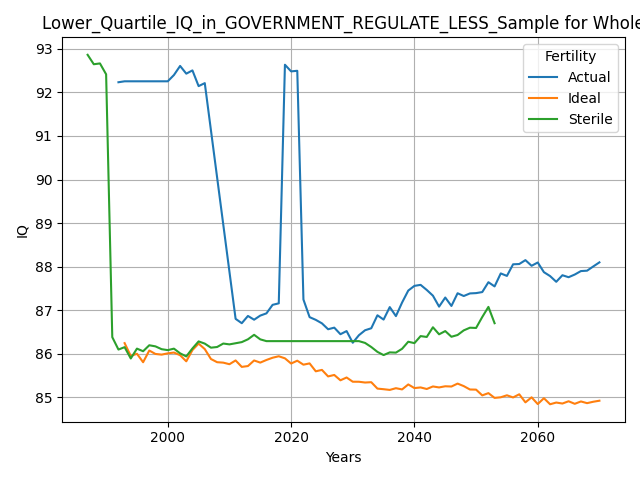 Lower_Quartile_IQ_in_GOVERNMENT_REGULATE_LESS_Sample for Whole
93
92
91
90
89
88
87
86
85
IQ
Fertility
Actual
Ideal
Sterile
2000
2020
2040
2060
Years